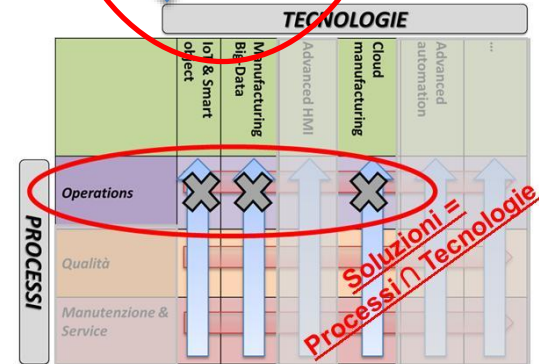 TECNOLOGIE
IoT & Smart
object
Manufacturing
Big-Data
Advanced HMI
Cloud
manufacturing
Advanced
automation
...
PROCESSI
Operations
Qualità
Manutenzione &
Service
Soluzioni =
Processi ∩ Tecnologie